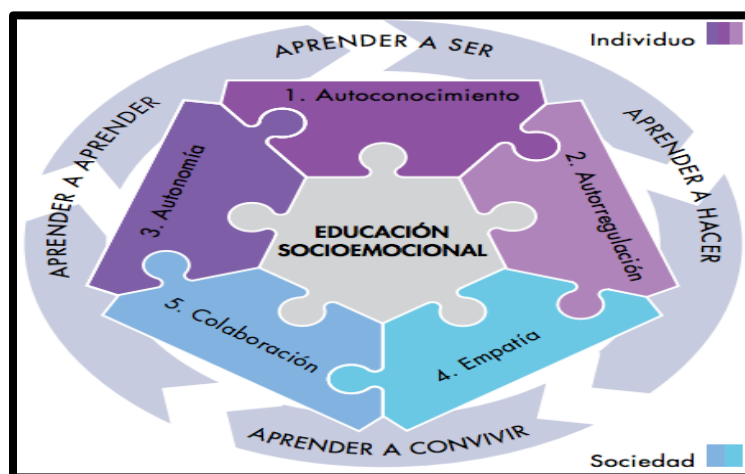 APRENDER A SER
Individuo
1. Autoconocimiento
APRENDER A APRENDER
APRENDER A HACER
2. Autorregulación
3. Autonomía
EDUCACIÓN
SOCIOEMOCIONAL
5. Colaboración
4. Empatía
APRENDER A CONVIVIR
Sociedad